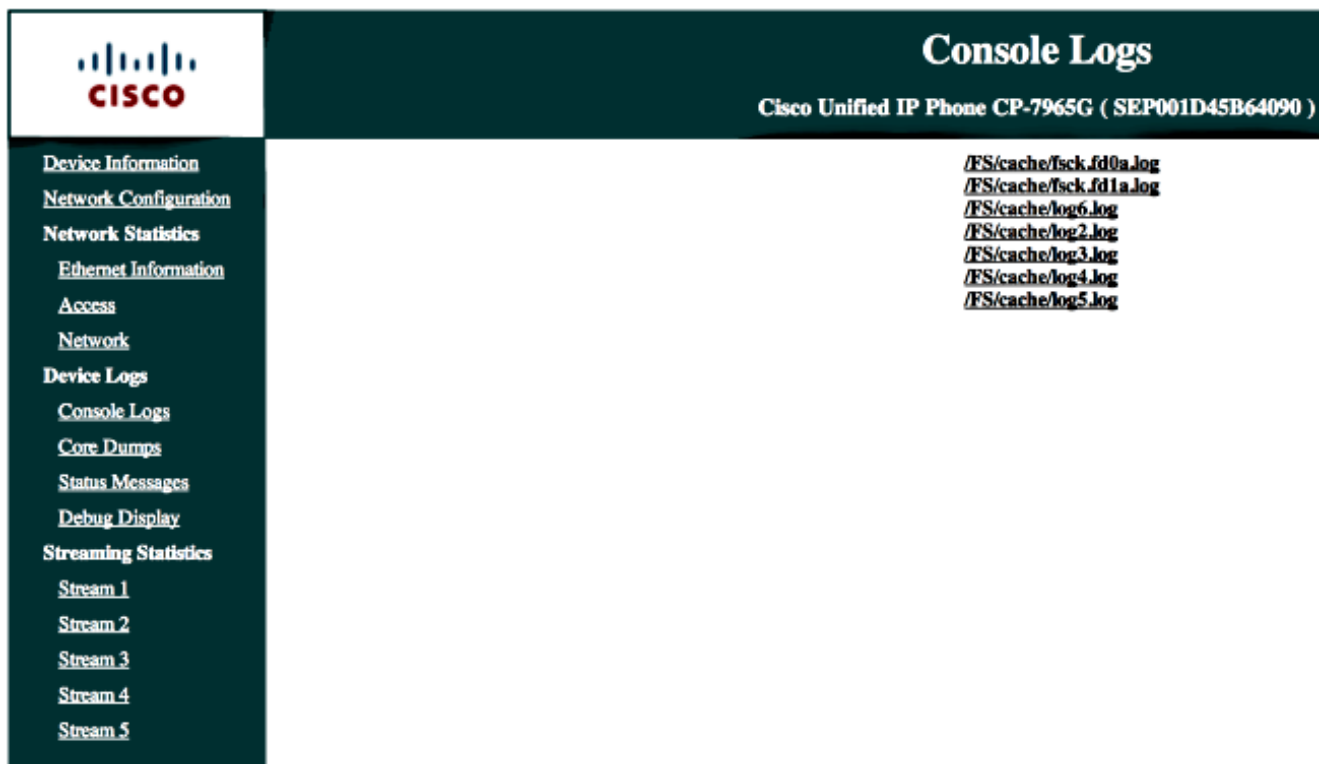 CISCO
Console Logs
Cisco Unified IP Phone CP-7965G ( SEP001D45B64090 )
Device Information
Network Configuration
Network Statistics
Ethernet Information
Access
Network
Device Logs
Console Logs
Core Dumps
Status Messages
Debug Display
Streaming Statistics
Stream 1
Stream 2
Stream 3
Stream 4
Stream 5
/FS/cache/fsck.fd0a.log
/FS/cache/fsck.fd1a.log
/FS/cache/log6.log
/FS/cache/log2.log
/FS/cache/log3.log
/FS/cache/log4.log
/FS/cache/log5.log